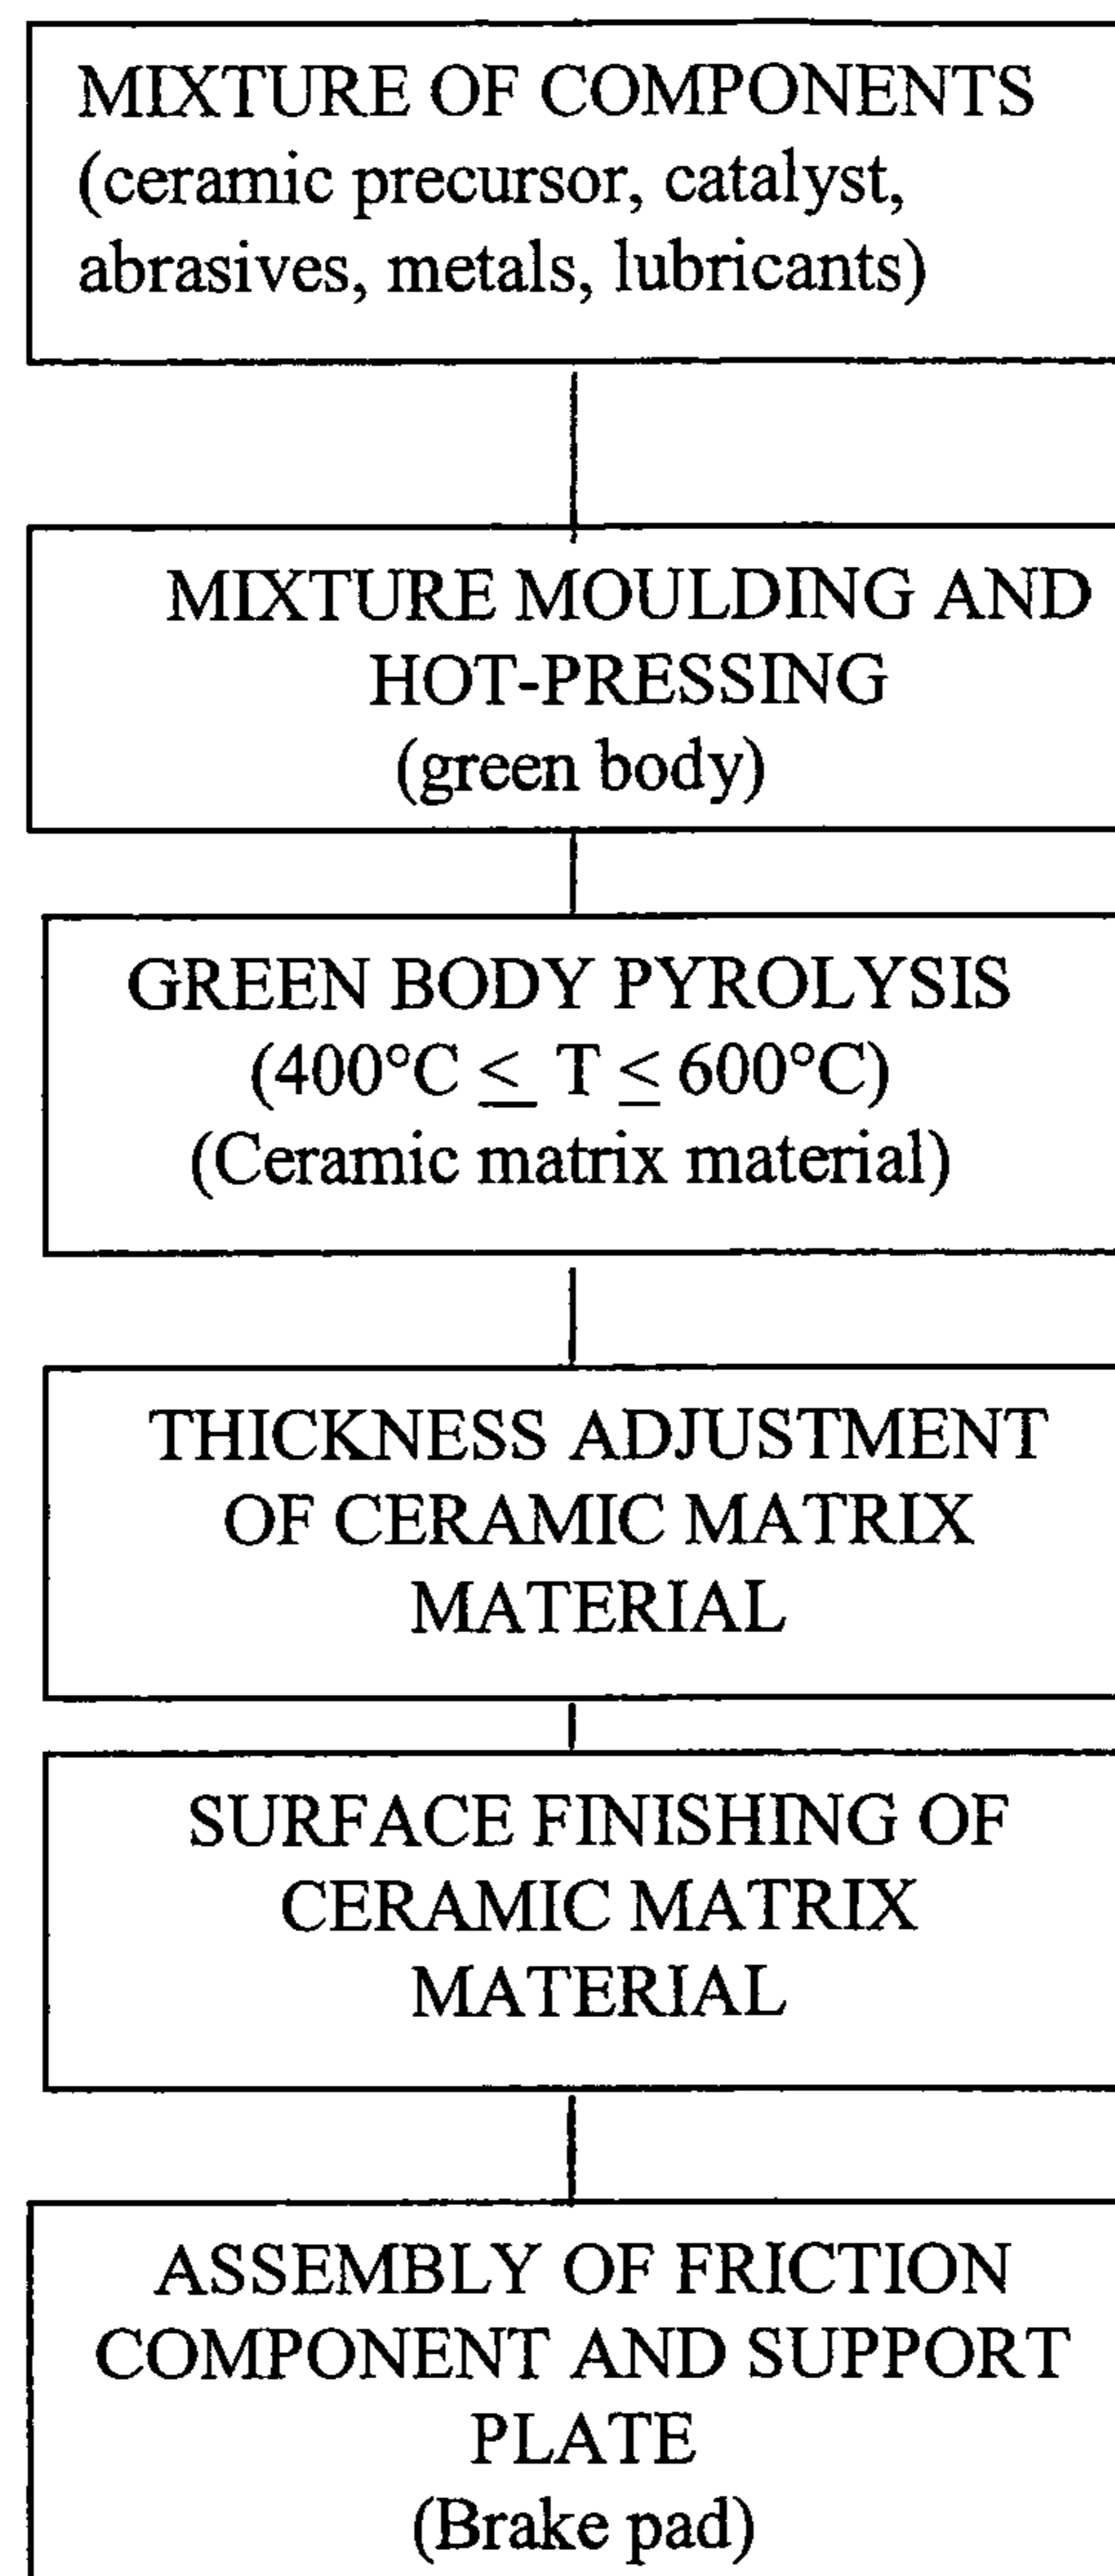 MIXTURE OF COMPONENTS
(ceramic precursor, catalyst,
abrasives, metals, lubricants)
MIXTURE MOULDING AND
HOT-PRESSING
(green body)
GREEN BODY PYROLYSIS
(400°C ≤ T ≤ 600°C)
(Ceramic matrix material)
THICKNESS ADJUSTMENT
OF CERAMIC MATRIX
MATERIAL
SURFACE FINISHING OF
CERAMIC MATRIX
MATERIAL
ASSEMBLY OF FRICTION
COMPONENT AND SUPPORT
PLATE
(Brake pad)